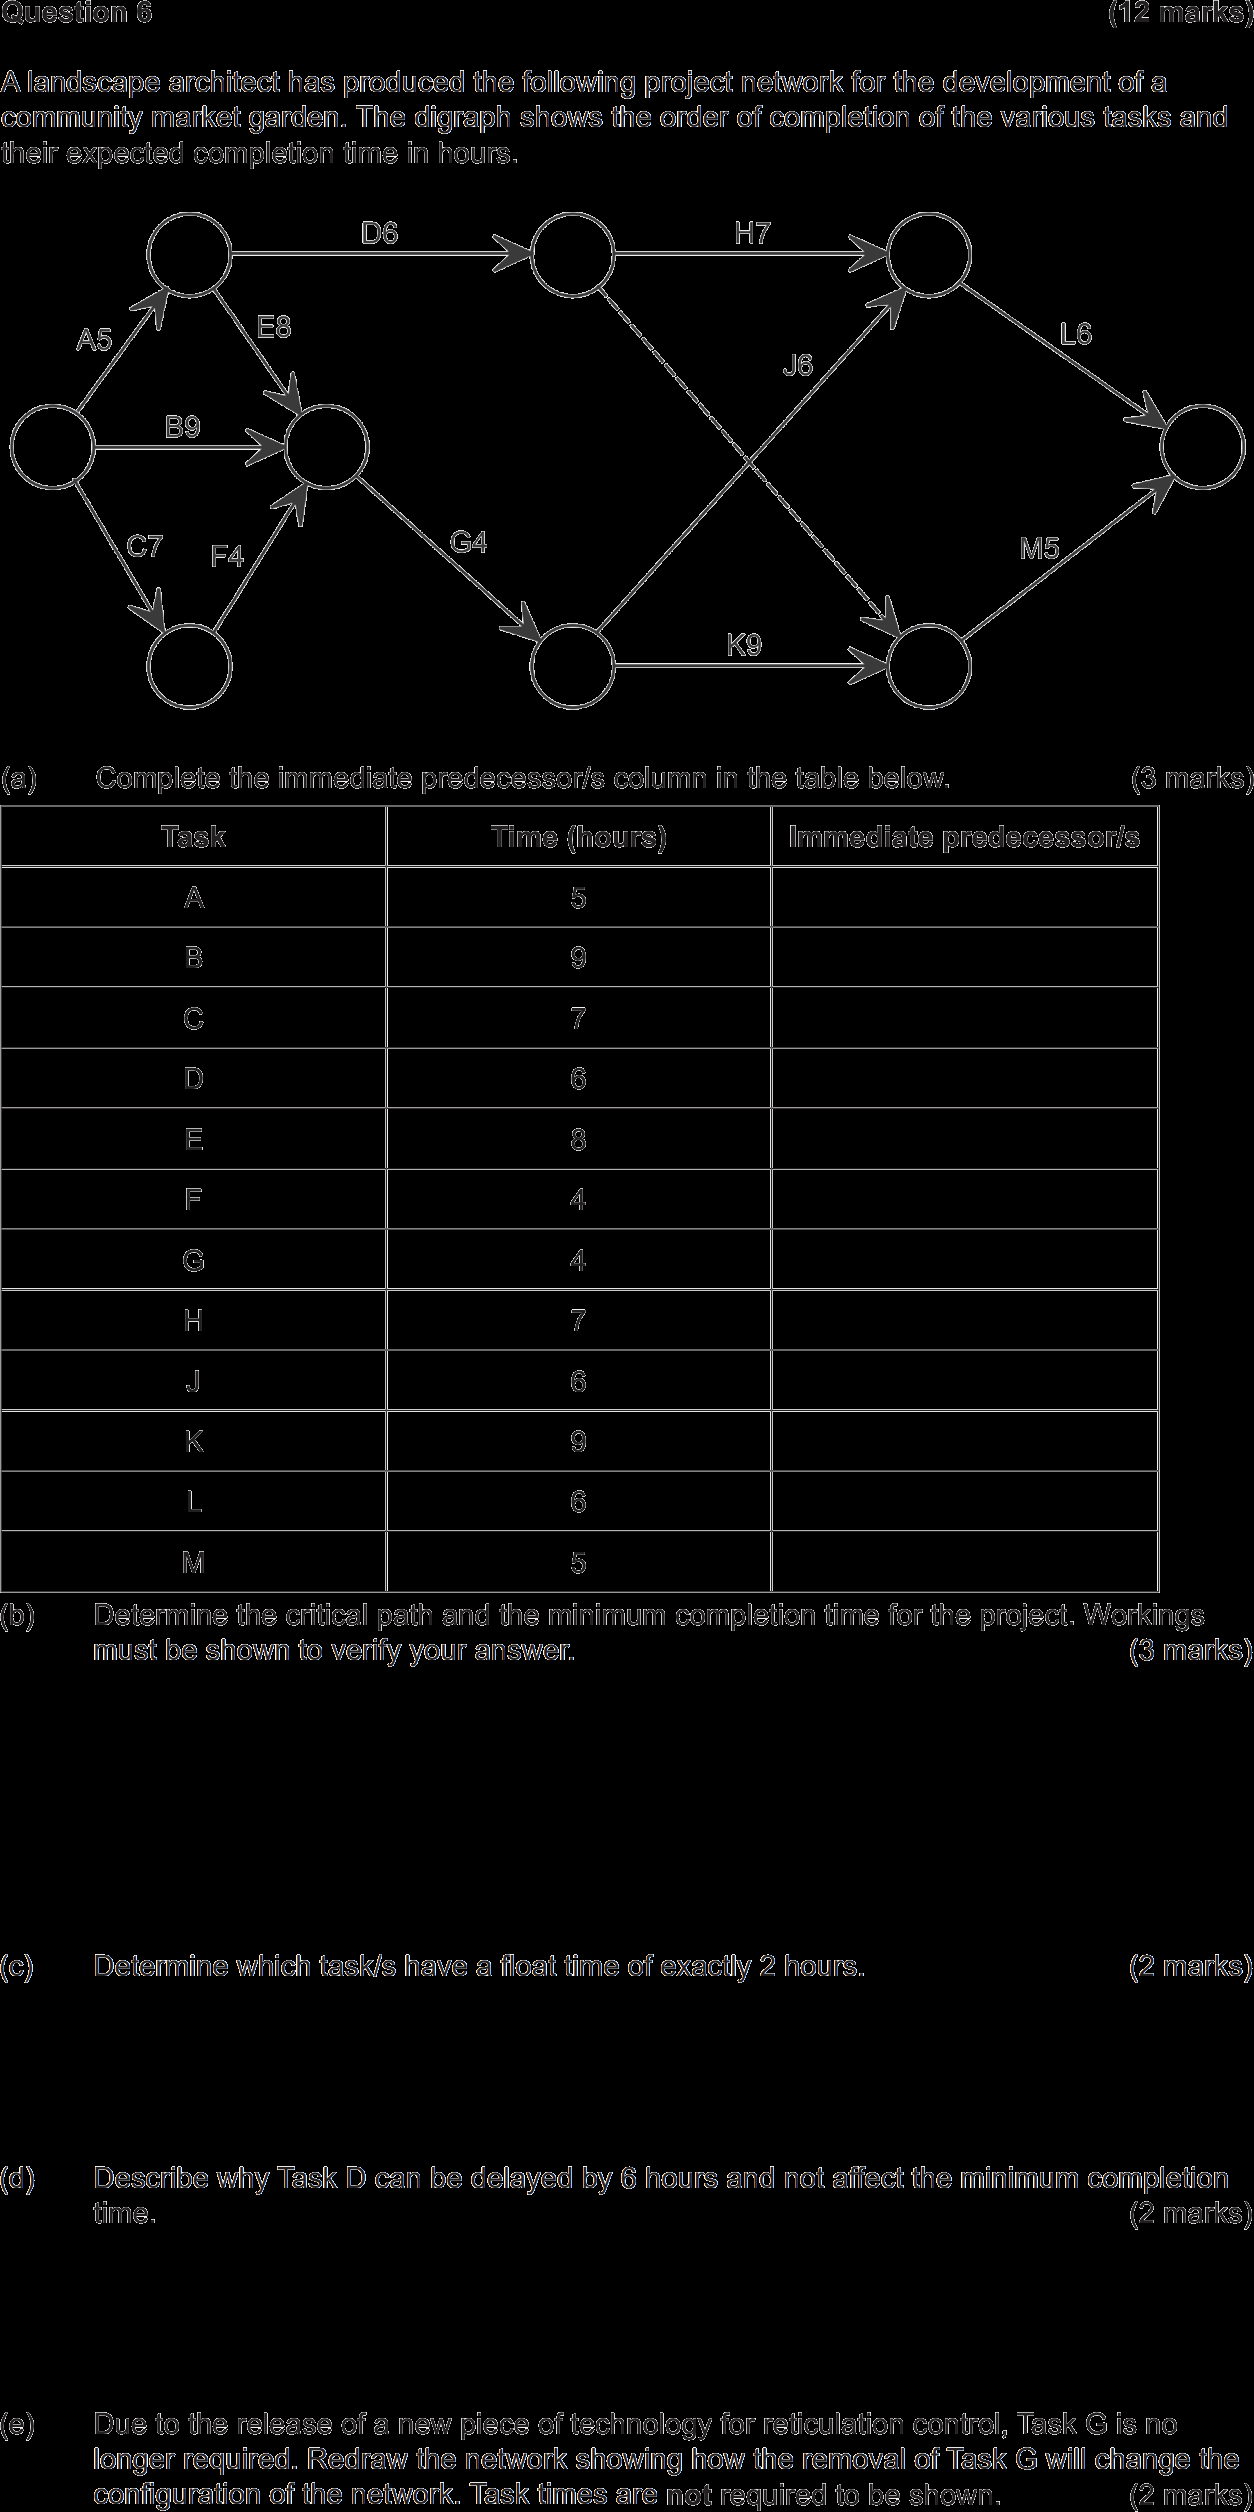 Question 6 (12 marks)
A landscape architect has produced the following project network for the development of a
community market garden. The digraph shows the order of completion of the various tasks and
their expected completion time in hours.
D6 H7
E8
A5
L6
J6
B9
C7
F4
G4
M5
K9
(a) Complete the immediate predecessor/s column in the table below. (3 marks)
Task Time (hours) Immediate predecessor/s
A 5
B 9
C 7
D 6
E 8
F 4
G 4
H 7
J 6
K 9
L 6
M 5
(b) Determine the critical path and the minimum completion time for the project. Workings
must be shown to verify your answer. (3 marks)
(c) Determine which task/s have a float time of exactly 2 hours. (2 marks)
(d) Describe why Task D can be delayed by 6 hours and not affect the minimum completion
time. (2 marks)
(e) Due to the release of a new piece of technology for reticulation control, Task G is no
longer required. Redraw the network showing how the removal of Task G will change the
configuration of the network. Task times are not required to be shown. (2 marks)